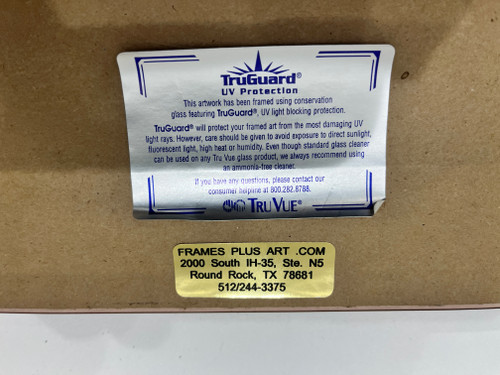 TruGuard®
UV Protection
This artwork has been framed using conservation
glass featuring TruGuard®, UV light blocking protection.
TruGuard® will protect your framed art from the most damaging UV
light rays. However, care should be given to avoid exposure to direct sunlight,
fluorescent light, high heat or humidity. Even though standard glass cleaner
can be used on any Tru Vue glass product, we always recommend using
an ammonia-free cleaner.
If you have any questions, please contact our
consumer helpline at 800.282.8788.
TRU VUE®
FRAMES PLUS ART .COM
2000 South IH-35, Ste. N5
Round Rock, TX 78681
512/244-3375